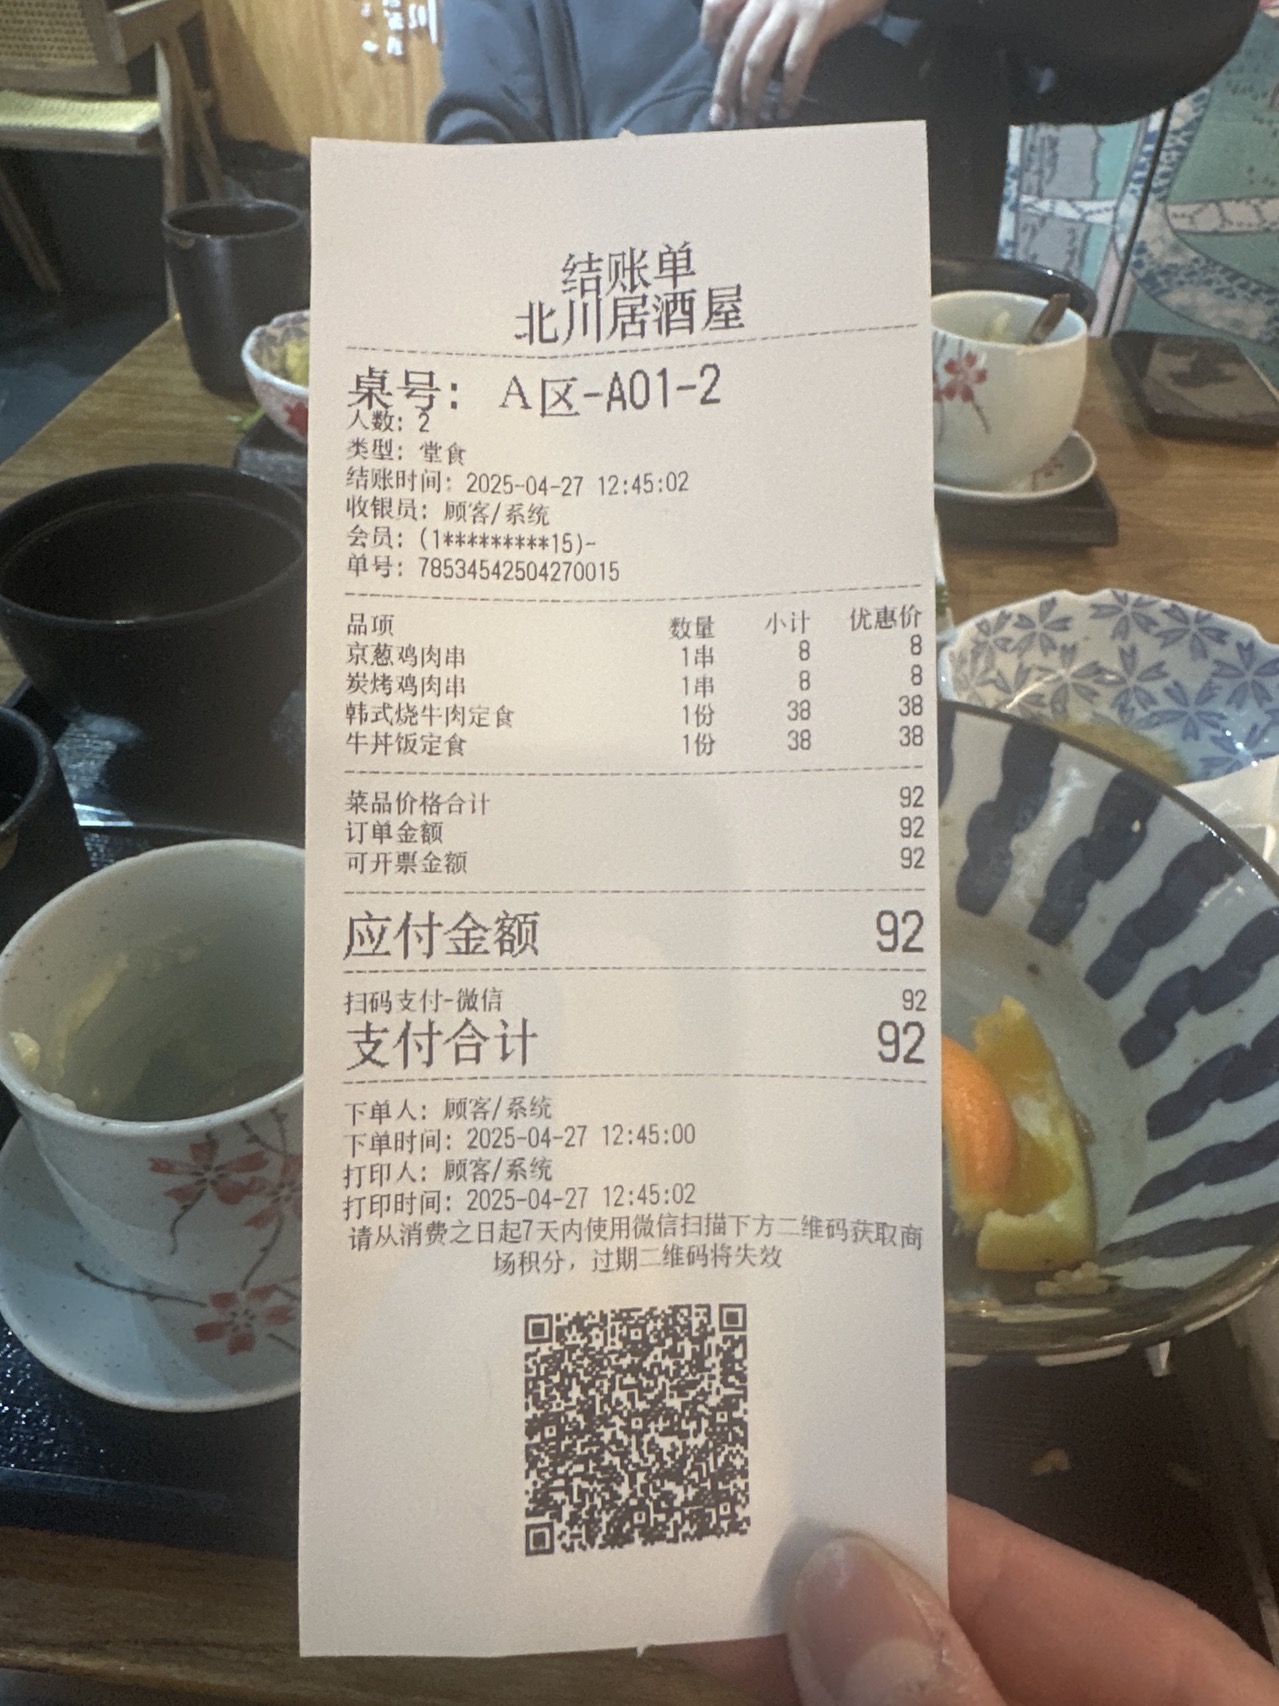 结账单
北川居酒屋
桌号： A区-A01-2
人数：2
类型：堂食
结账时间：2025-04-27 12:45:02
收银员：顾客/系统
会员：(1*********15)-
单号：78534542504270015
品项 数量 小计 优惠价
京葱鸡肉串 1串 8 8
炭烤鸡肉串 1串 8 8
韩式烧牛肉定食 1份 38 38
牛丼饭定食 1份 38 38
菜品价格合计 92
订单金额 92
可开票金额 92
应付金额 92
扫码支付-微信 92
支付合计 92
下单人：顾客/系统
下单时间：2025-04-27 12:45:00
打印人：顾客/系统
打印时间：2025-04-27 12:45:02
请从消费之日起7天内使用微信扫描下方二维码获取商
场积分，过期二维码将失效